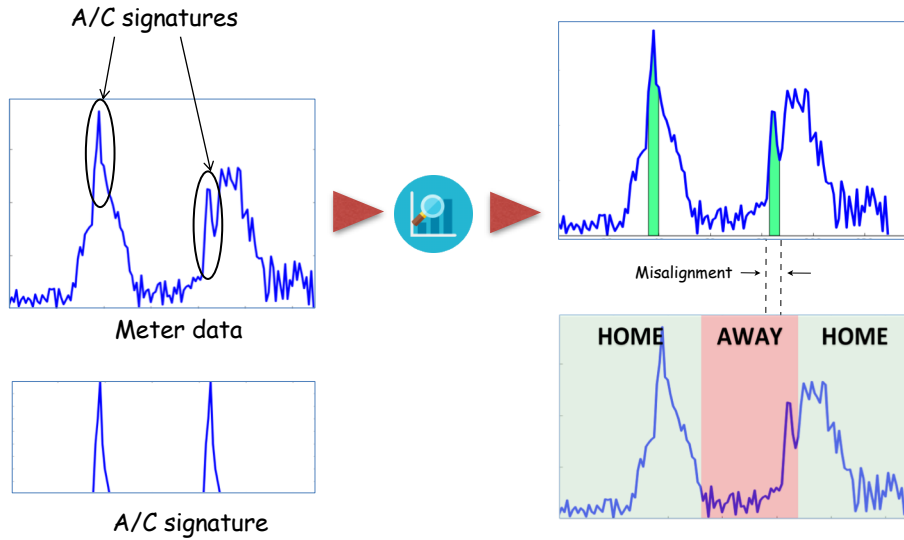 A/C signatures
Meter data
A/C signature
Misalignment
HOME AWAY HOME